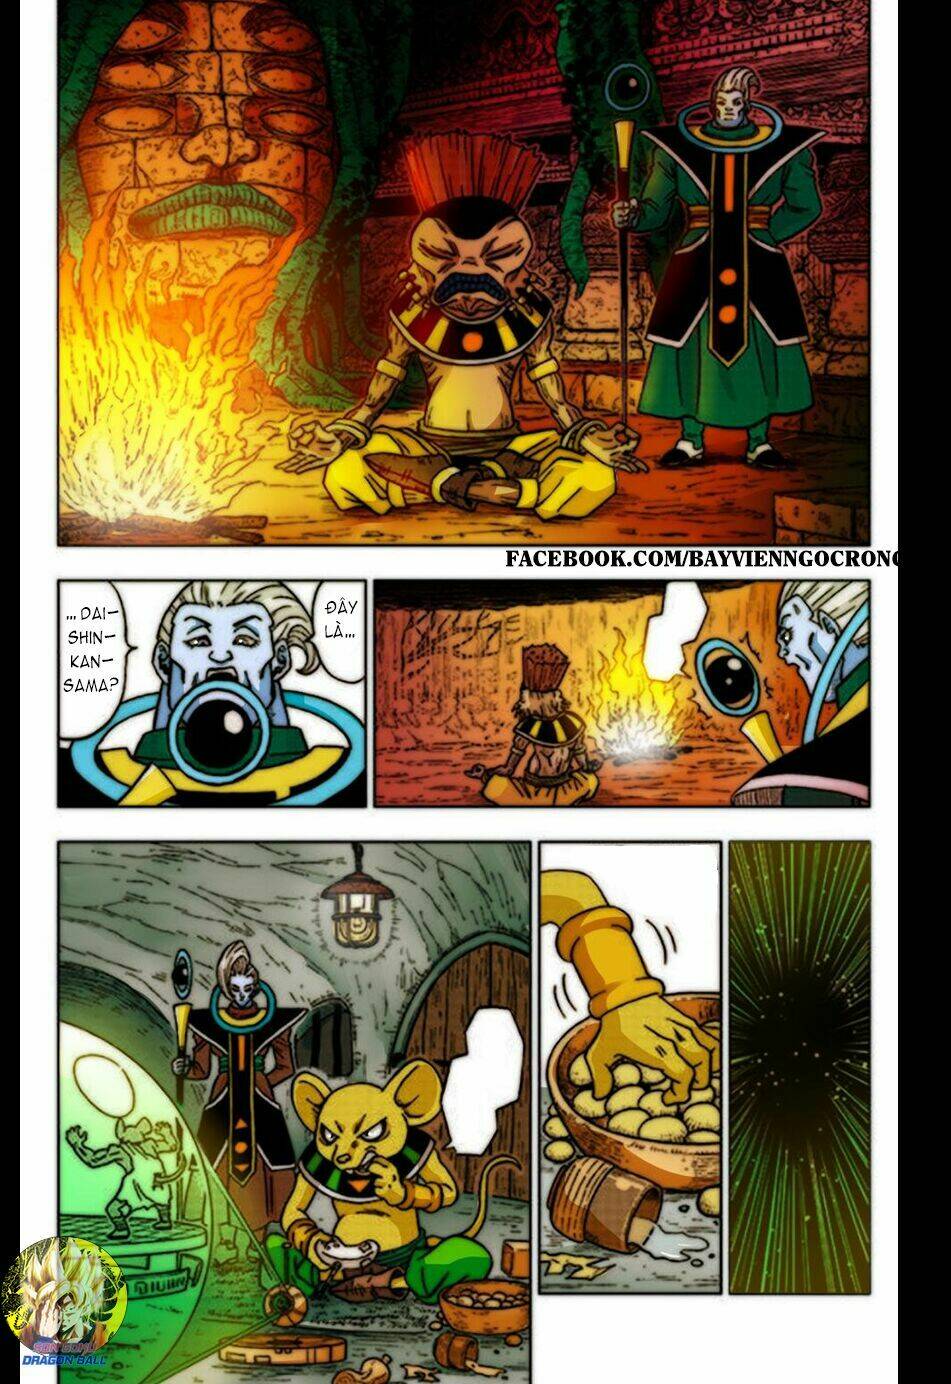 FACEBOOK.COM/BAYVIENNGOCRONG
ĐÂY
LÀ...
...DAI-
SHIN-
KAN-
SAMA?
SON GOKU
DRAGON BALL